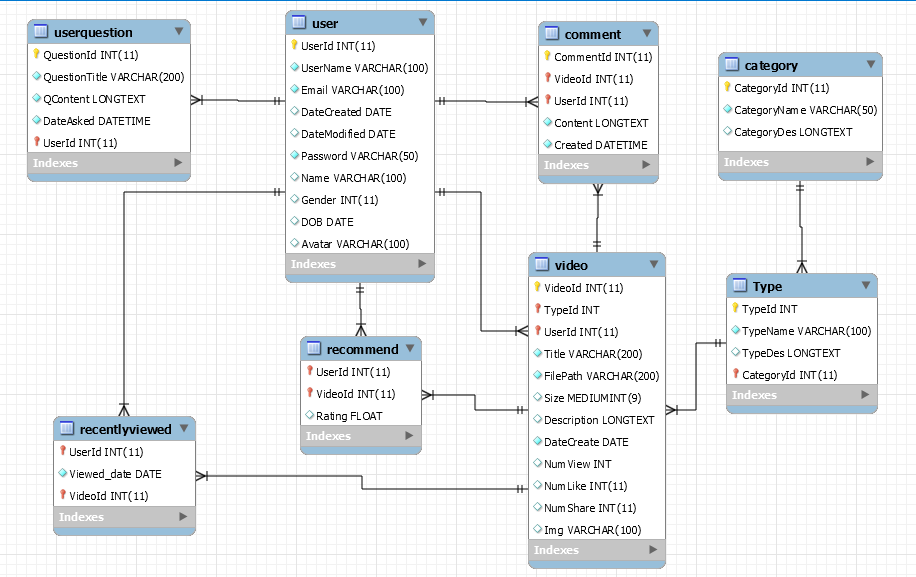 userquestion
QuestionId INT(11)
QuestionTitle VARCHAR(200)
QContent LONGTEXT
DateAsked DATETIME
UserId INT(11)
Indexes
user
UserId INT(11)
UserName VARCHAR(100)
Email VARCHAR(100)
DateCreated DATE
DateModified DATE
Password VARCHAR(50)
Name VARCHAR(100)
Gender INT(11)
DOB DATE
Avatar VARCHAR(100)
Indexes
comment
CommentId INT(11)
VideoId INT(11)
UserId INT(11)
Content LONGTEXT
Created DATETIME
Indexes
category
CategoryId INT(11)
CategoryName VARCHAR(50)
CategoryDes LONGTEXT
Indexes
recommend
UserId INT(11)
VideoId INT(11)
Rating FLOAT
Indexes
video
VideoId INT(11)
TypeId INT
UserId INT(11)
Title VARCHAR(200)
FilePath VARCHAR(200)
Size MEDIUMINT(9)
Description LONGTEXT
DateCreate DATE
NumView INT
NumLike INT(11)
NumShare INT(11)
Img VARCHAR(100)
Indexes
Type
TypeId INT
TypeName VARCHAR(100)
TypeDes LONGTEXT
CategoryId INT(11)
Indexes
recentlyviewed
UserId INT(11)
Viewed_date DATE
VideoId INT(11)
Indexes